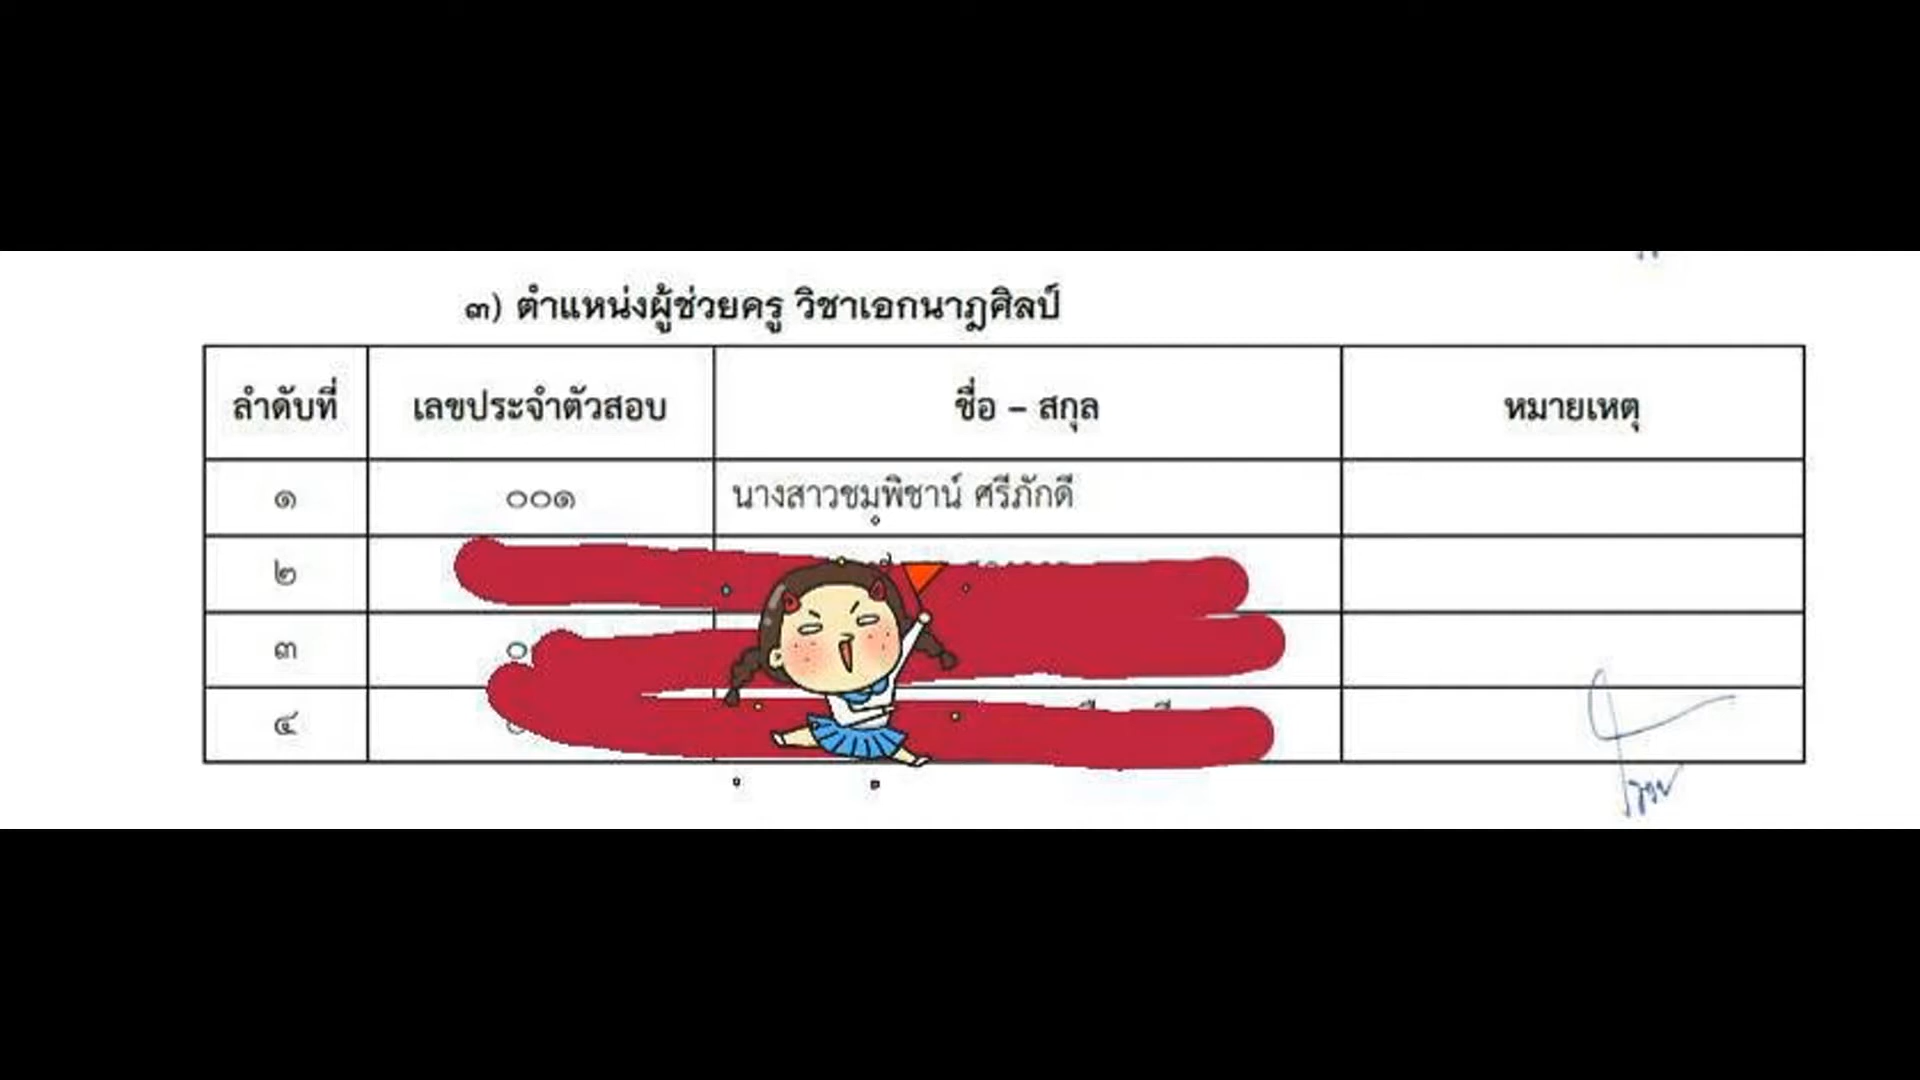 ๓) ตำแหน่งผู้ช่วยครู วิชาเอกนาฎศิลป์
ลำดับที่ เลขประจำตัวสอบ ชื่อ – สกุล หมายเหตุ
๑ ๐๐๑ นางสาวชมพิชาน์ ศรีภักดี
๒
๓
๔